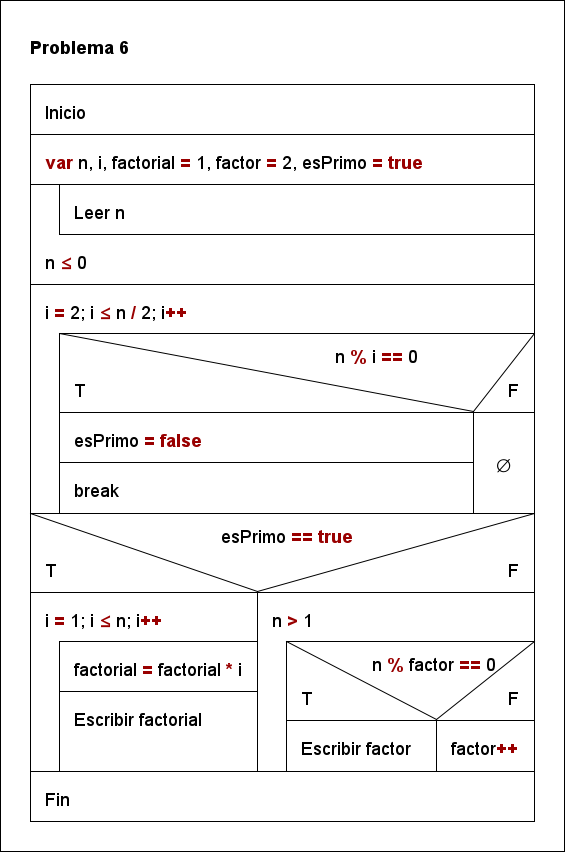 Problema 6
Inicio
var n, i, factorial = 1, factor = 2, esPrimo = true
Leer n
n ≤ 0
i = 2; i ≤ n / 2; i++
n % i == 0
T
F
esPrimo = false
∅
break
esPrimo == true
T
F
i = 1; i ≤ n; i++
n > 1
factorial = factorial * i
n % factor == 0
T
F
Escribir factorial
Escribir factor
factor++
Fin